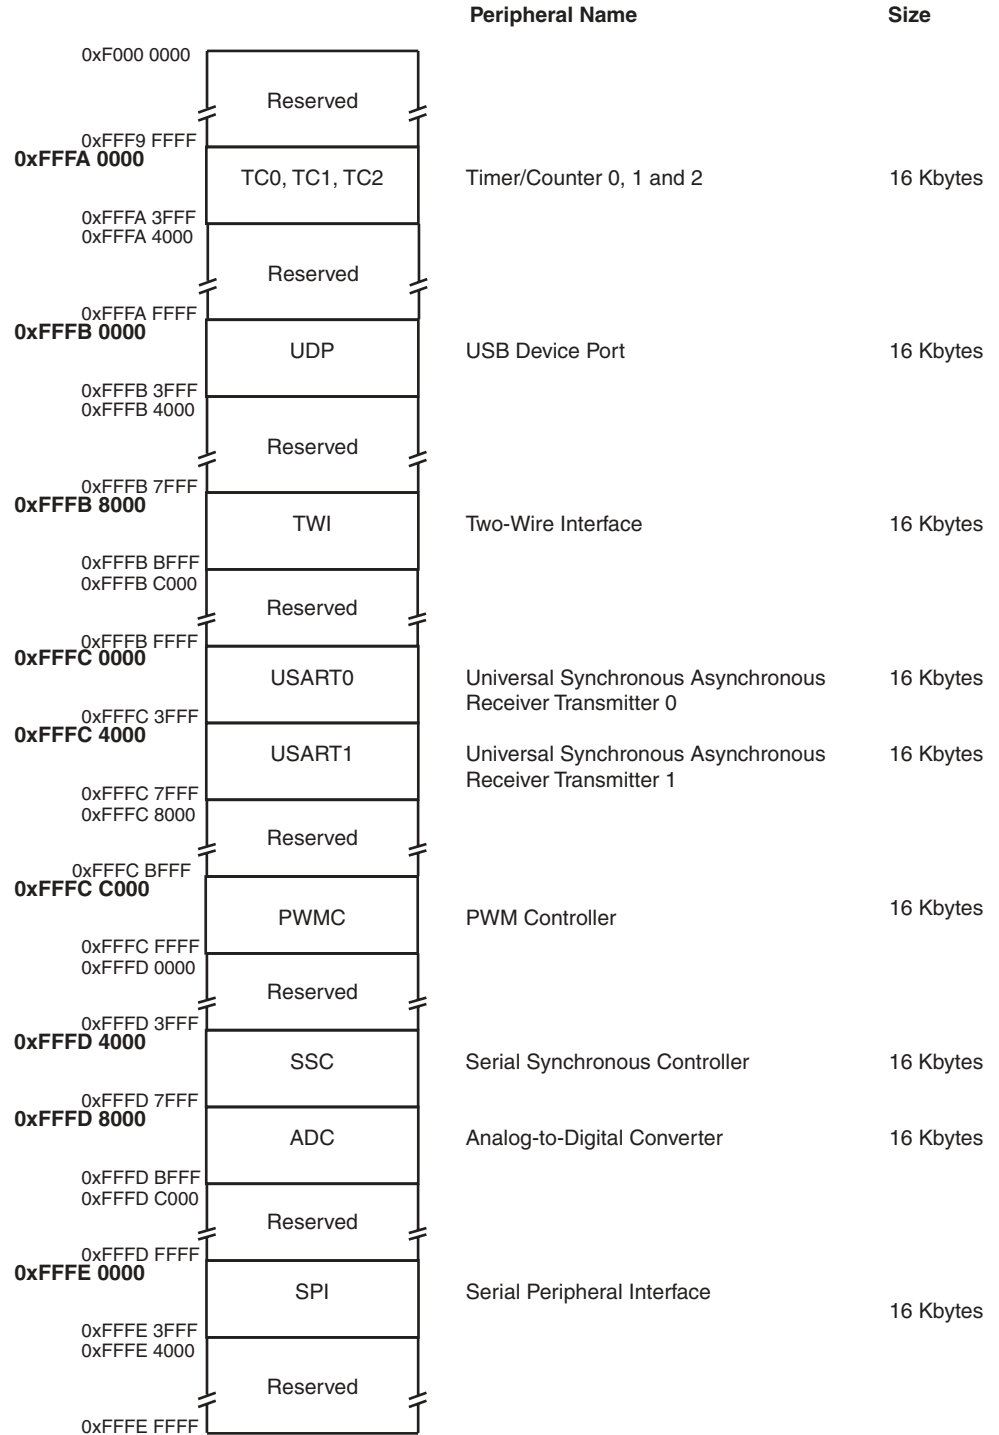 Peripheral Name Size
0xF000 0000
Reserved
0xFFF9 FFFF
0xFFFA 0000
TC0, TC1, TC2 Timer/Counter 0, 1 and 2 16 Kbytes
0xFFFA 3FFF
0xFFFA 4000
Reserved
0xFFFA FFFF
0xFFFB 0000
UDP USB Device Port 16 Kbytes
0xFFFB 3FFF
0xFFFB 4000
Reserved
0xFFFB 7FFF
0xFFFB 8000
TWI Two-Wire Interface 16 Kbytes
0xFFFB BFFF
0xFFFB C000
Reserved
0xFFFB FFFF
0xFFFC 0000
USART0 Universal Synchronous Asynchronous 16 Kbytes
Receiver Transmitter 0
0xFFFC 3FFF
0xFFFC 4000
USART1 Universal Synchronous Asynchronous 16 Kbytes
Receiver Transmitter 1
0xFFFC 7FFF
0xFFFC 8000
Reserved
0xFFFC BFFF
0xFFFC C000
PWMC PWM Controller 16 Kbytes
0xFFFC FFFF
0xFFFD 0000
Reserved
0xFFFD 3FFF
0xFFFD 4000
SSC Serial Synchronous Controller 16 Kbytes
0xFFFD 7FFF
0xFFFD 8000
ADC Analog-to-Digital Converter 16 Kbytes
0xFFFD BFFF
0xFFFD C000
Reserved
0xFFFD FFFF
0xFFFE 0000
SPI Serial Peripheral Interface 16 Kbytes
0xFFFE 3FFF
0xFFFE 4000
Reserved
0xFFFE FFFF